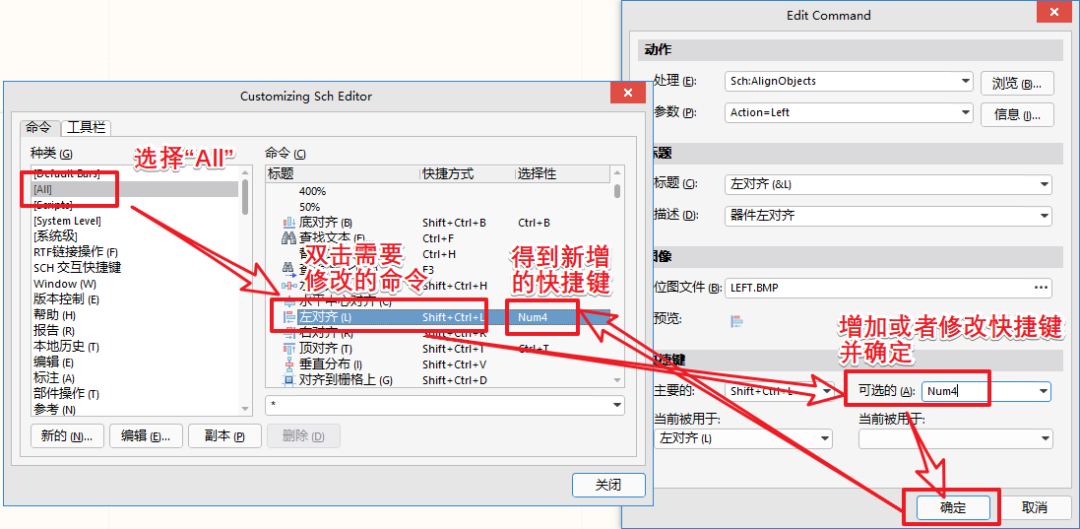 Customizing Sch Editor
命令
工具栏
种类 (G)
选择“All”
[Default Bars]
[All]
[Scripts]
[System Level]
[系统级]
RTF链接操作 (F)
SCH 交互快捷键
Window (W)
版本控制 (E)
帮助 (H)
报告 (R)
本地历史 (T)
编辑 (E)
标注 (A)
部件操作 (T)
参考 (N)
新的 (N)...
编辑 (E)...
副本 (P)
删除 (D)
命令 (C)
标题 快捷方式 选择性
400%
50%
底对齐 (B) Shift+Ctrl+B Ctrl+B
查找文本 (F)... Ctrl+F
Ctrl+H
F3
Shift+Ctrl+H
水平中心对齐 (C)
左对齐 (L) Shift+Ctrl+L Num4
右对齐 (R)
顶对齐 (T) Shift+Ctrl+T Ctrl+T
垂直分布 (I) Shift+Ctrl+V
对齐到栅格上 (G) Shift+Ctrl+D
*
双击需要
修改的命令
得到新增
的快捷键
关闭
Edit Command
动作
处理 (E): Sch:AlignObjects 浏览 (B)...
参数 (P): Action=Left 信息 (I)...
标题
标题 (C): 左对齐 (&L)
描述 (D): 器件左对齐
图像
位图文件 (B): LEFT.BMP ...
预览:
增加或者修改快捷键
并确定
捷键
主要的: Shift+Ctrl+L 可选的 (A): Num4
当前被用于: 当前被用于:
左对齐 (L)
确定 取消